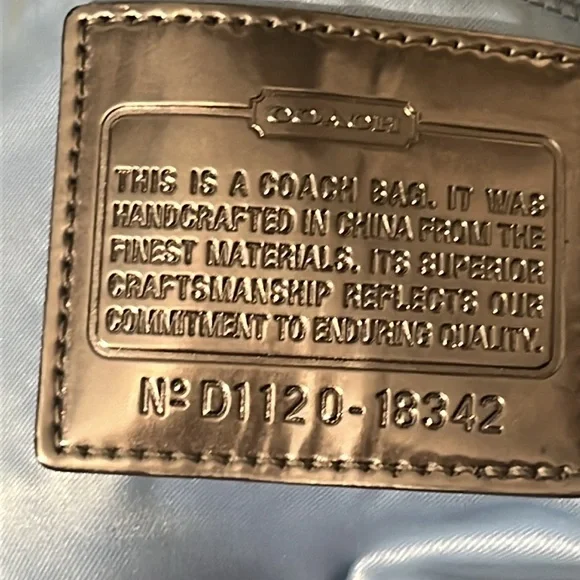 COACH
THIS IS A COACH BAG. IT WAS
HANDCRAFTED IN CHINA FROM THE
FINEST MATERIALS. ITS SUPERIOR
CRAFTSMANSHIP REFLECTS OUR
COMMITMENT TO ENDURING QUALITY.
Nº D1120-18342